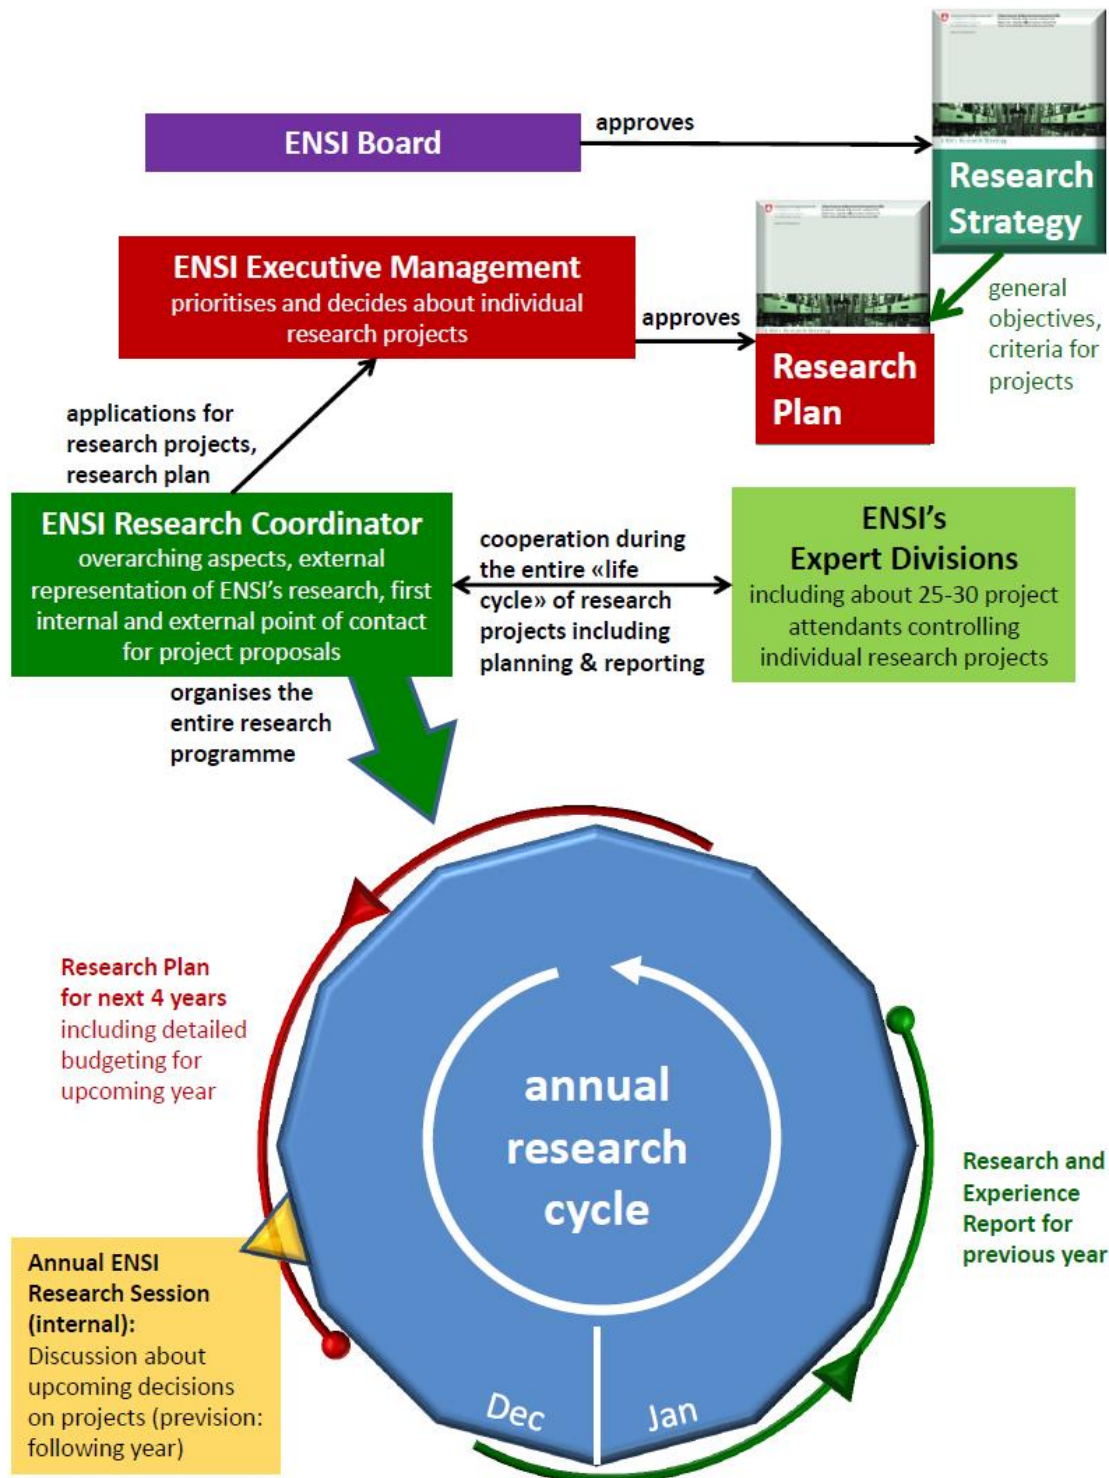 ENSI Board
approves
Research
Strategy
ENSI Executive Management
prioritises and decides about individual
research projects
approves
Research
Plan
general
objectives,
criteria for
projects
applications for
research projects,
research plan
ENSI Research Coordinator
overarching aspects, external
representation of ENSI’s research, first
internal and external point of contact
for project proposals
cooperation during
the entire «life
cycle» of research
projects including
planning & reporting
ENSI’s
Expert Divisions
including about 25-30 project
attendants controlling
individual research projects
organises the
entire research
programme
Research Plan
for next 4 years
including detailed
budgeting for
upcoming year
annual
research
cycle
Research and
Experience
Report for
previous year
Annual ENSI
Research Session
(internal):
Discussion about
upcoming decisions
on projects (prevision:
following year)
Dec
Jan